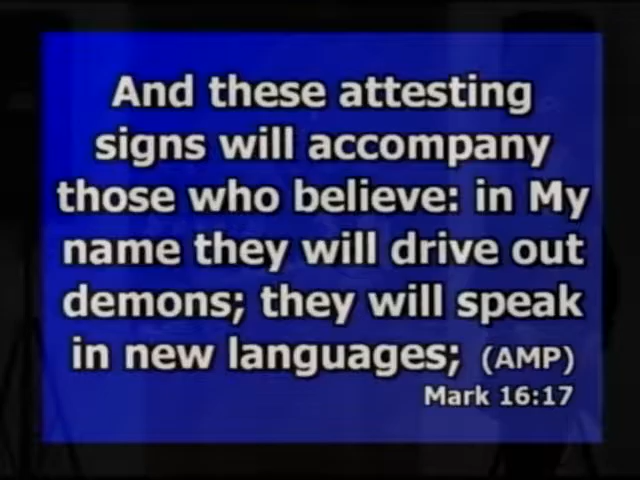 And these attesting
signs will accompany
those who believe: in My
name they will drive out
demons; they will speak
in new languages; (AMP)
Mark 16:17